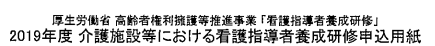 厚生労働省 高齢者権利擁護等推進事業 「看護指導者養成研修」
2019年度 介護施設等における看護指導者養成研修申込用紙